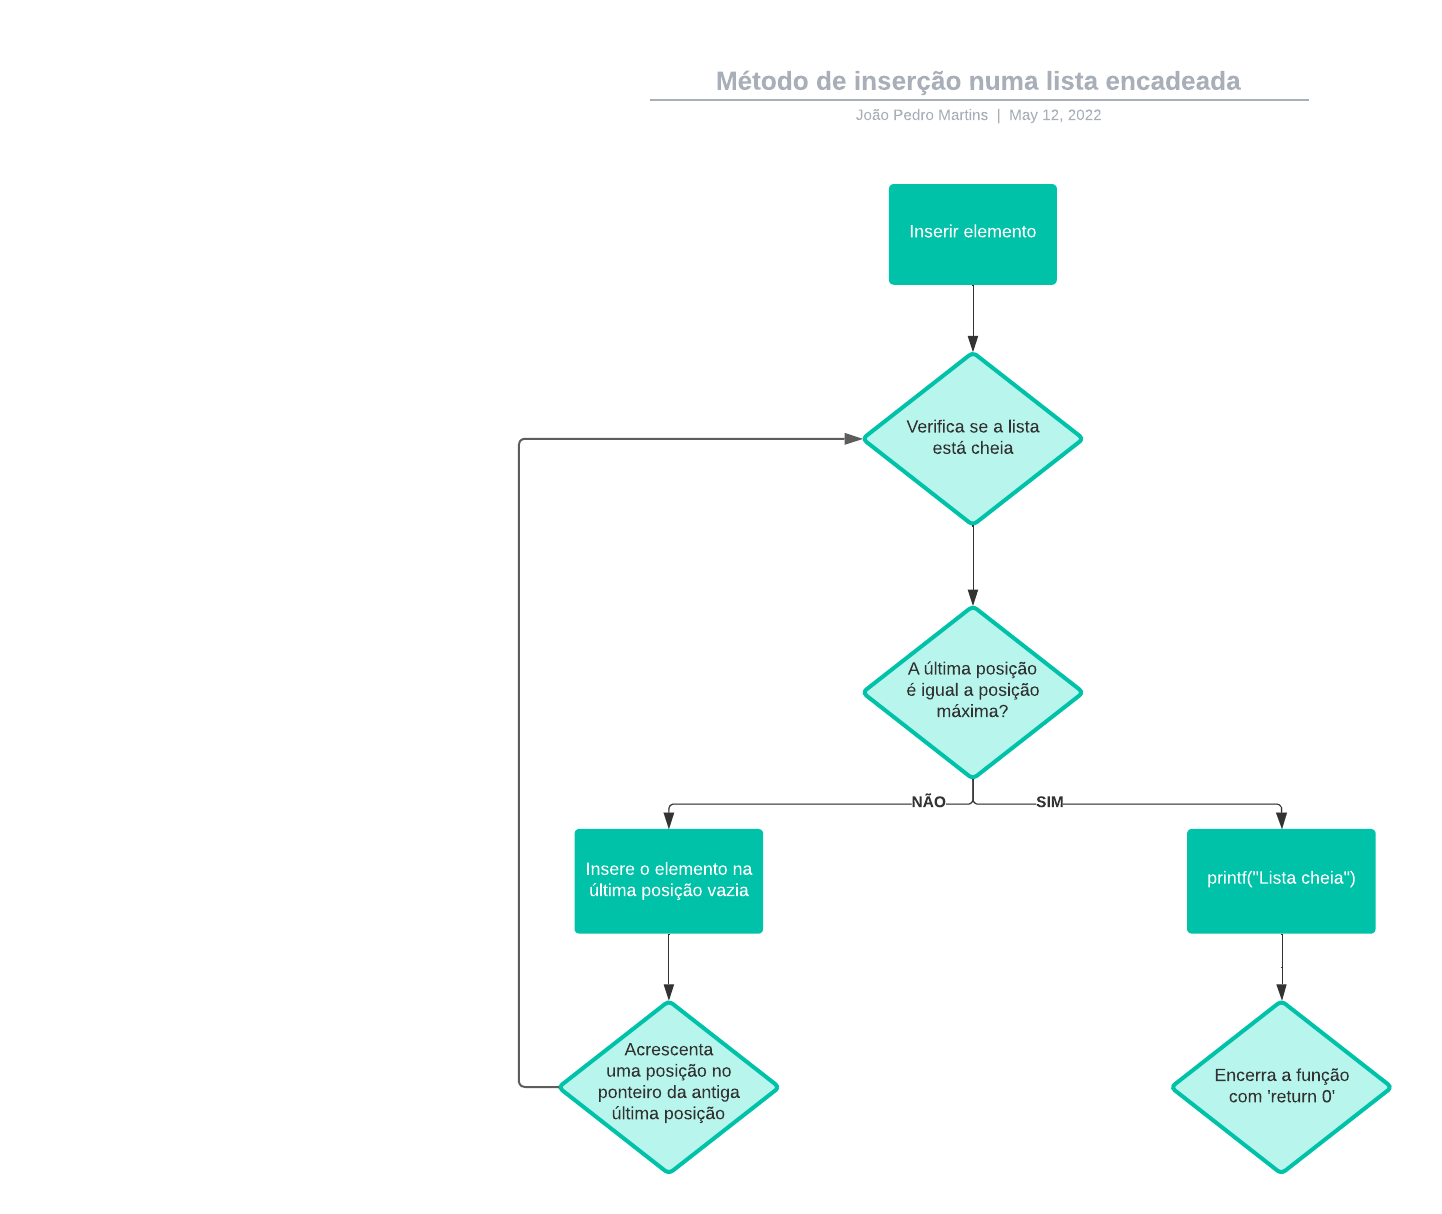 Método de inserção numa lista encadeada
João Pedro Martins | May 12, 2022
Inserir elemento
Verifica se a lista
está cheia
A última posição
é igual a posição
máxima?
NÃO
SIM
Insere o elemento na
última posição vazia
printf("Lista cheia")
Acrescenta
uma posição no
ponteiro da antiga
última posição
Encerra a função
com 'return 0'